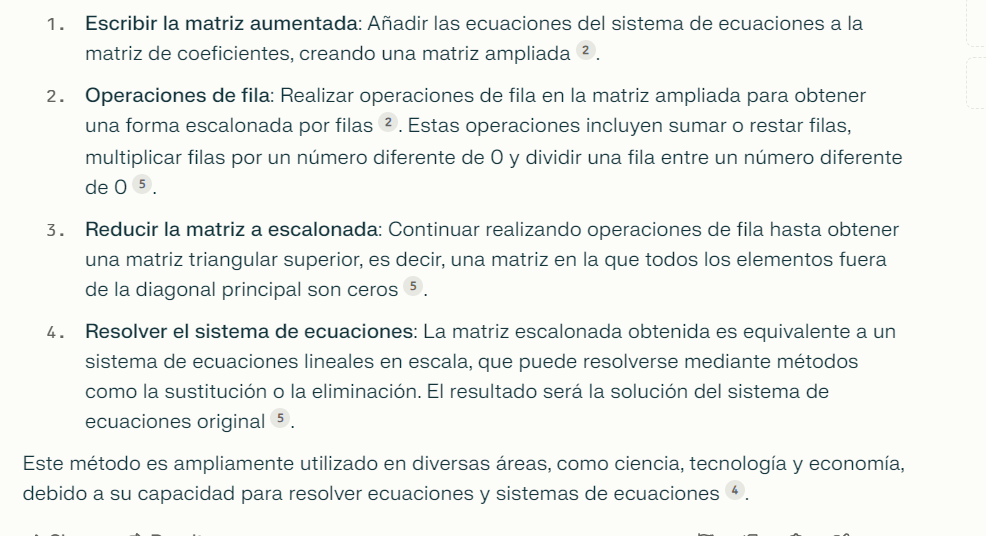 1. Escribir la matriz aumentada: Añadir las ecuaciones del sistema de ecuaciones a la
matriz de coeficientes, creando una matriz ampliada 2.
2. Operaciones de fila: Realizar operaciones de fila en la matriz ampliada para obtener
una forma escalonada por filas 2. Estas operaciones incluyen sumar o restar filas,
multiplicar filas por un número diferente de 0 y dividir una fila entre un número diferente
de 0 5.
3. Reducir la matriz a escalonada: Continuar realizando operaciones de fila hasta obtener
una matriz triangular superior, es decir, una matriz en la que todos los elementos fuera
de la diagonal principal son ceros 5.
4. Resolver el sistema de ecuaciones: La matriz escalonada obtenida es equivalente a un
sistema de ecuaciones lineales en escala, que puede resolverse mediante métodos
como la sustitución o la eliminación. El resultado será la solución del sistema de
ecuaciones original 5.
Este método es ampliamente utilizado en diversas áreas, como ciencia, tecnología y economía,
debido a su capacidad para resolver ecuaciones y sistemas de ecuaciones 4.